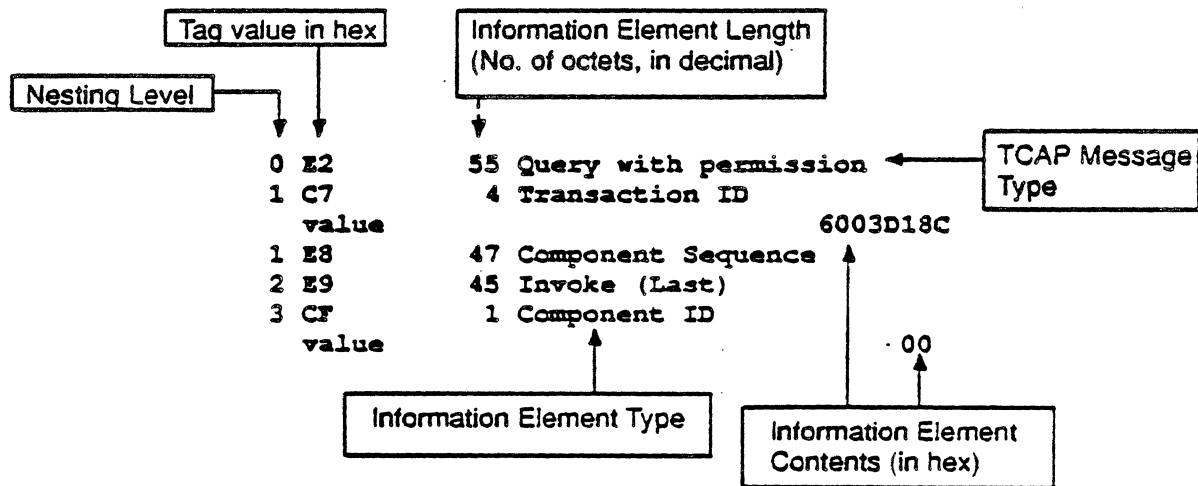 Tag value in hex
Information Element Length
(No. of octets, in decimal)
Nesting Level
0 E2 55 Query with permission
TCAP Message
Type
1 C7 4 Transaction ID
value 6003D18C
1 E8 47 Component Sequence
2 E9 45 Invoke (Last)
3 CF 1 Component ID
value 00
Information Element Type
Information Element
Contents (in hex)